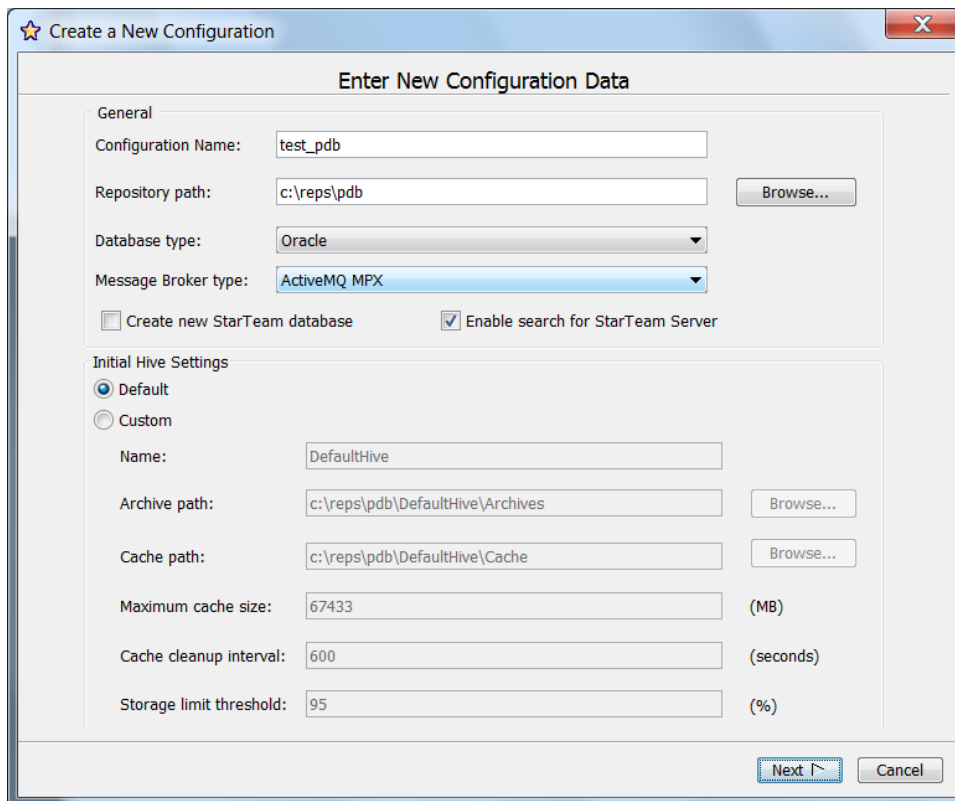 Create a New Configuration
Enter New Configuration Data
General
Configuration Name: test_pdb
Repository path: c:\reps\pdb Browse...
Database type: Oracle
Message Broker type: ActiveMQ MPX
Create new StarTeam database Enable search for StarTeam Server
Initial Hive Settings
Default
Custom
Name: DefaultHive
Archive path: c:\reps\pdb\DefaultHive\Archives Browse...
Cache path: c:\reps\pdb\DefaultHive\Cache Browse...
Maximum cache size: 67433 (MB)
Cache cleanup interval: 600 (seconds)
Storage limit threshold: 95 (%)
Next Cancel